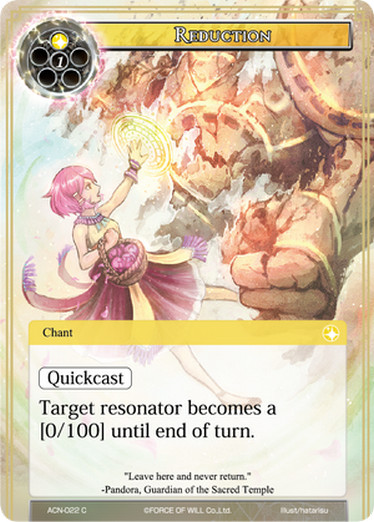 Reduction
1
Chant
Quickcast
Target resonator becomes a
[0/100] until end of turn.
"Leave here and never return."
-Pandora, Guardian of the Sacred Temple
ACN-022 C ©FORCE OF WILL Co.,Ltd. Illust/hatarisu